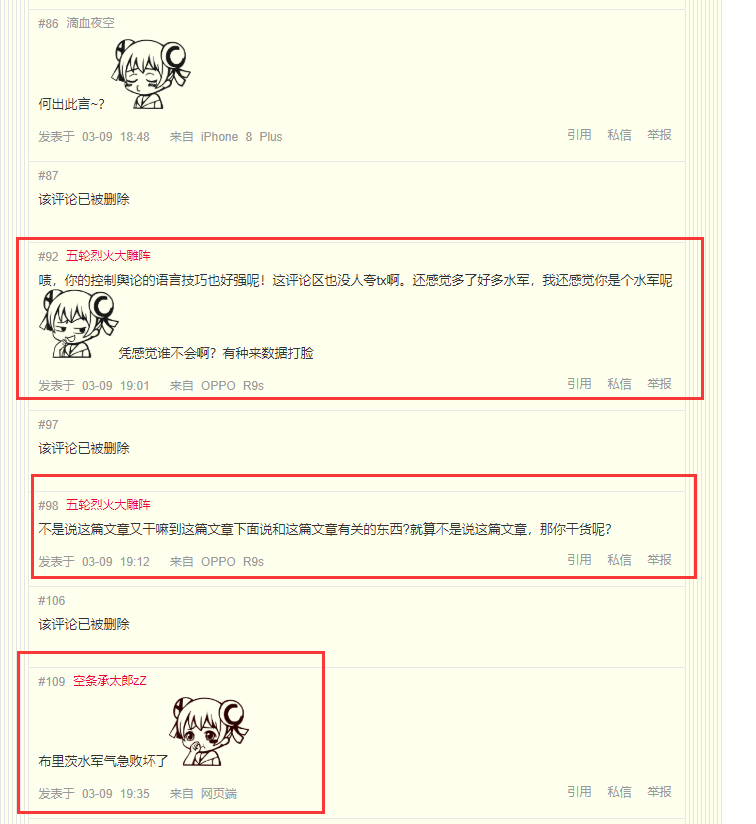 #86 滴血夜空
何出此言~?
发表于 03-09 18:48 来自 iPhone 8 Plus 引用 私信 举报
#87
该评论已被删除
#92 五轮烈火大雕阵
啧，你的控制舆论的语言技巧也好强呢！这评论区也没人夸tx啊。还感觉多了好多水军，我还感觉你是个水军呢
凭感觉谁不会啊？有种来数据打脸
发表于 03-09 19:01 来自 OPPO R9s 引用 私信 举报
#97
该评论已被删除
#98 五轮烈火大雕阵
不是说这篇文章又干嘛到这篇文章下面说和这篇文章有关的东西?就算不是说这篇文章，那你干货呢?
发表于 03-09 19:12 来自 OPPO R9s 引用 私信 举报
#106
该评论已被删除
#109 空条承太郎zZ
布里茨水军气急败坏了
发表于 03-09 19:35 来自 网页端 引用 私信 举报